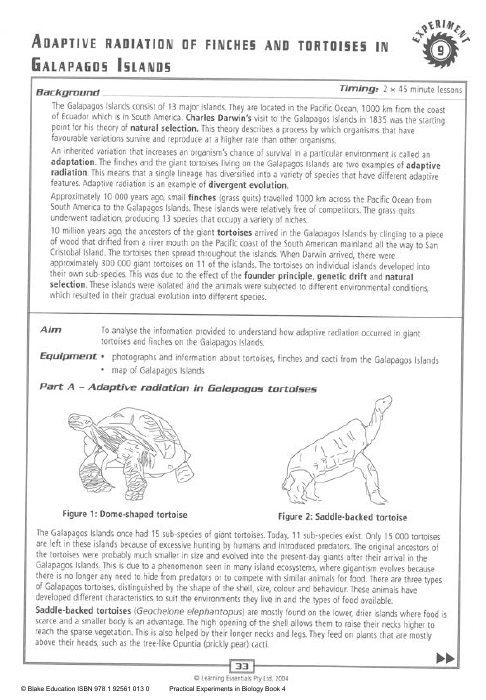 ADAPTIVE RADIATION OF FINCHES AND TORTOISES IN
GALAPAGOS ISLANDS
EXPERIMENT
9
Background
Timing: 2 × 45 minute lessons
The Galapagos Islands consist of 13 major islands. They are located in the Pacific Ocean, 1000 km from the coast
of Ecuador which is in South America. Charles Darwin's visit to the Galapagos Islands in 1835 was the starting
point for his theory of natural selection. This theory describes a process by which organisms that have
favourable variations survive and reproduce at a higher rate than other organisms.
An inherited variation that increases an organism's chance of survival in a particular environment is called an
adaptation. The finches and the giant tortoises living on the Galapagos Islands are two examples of adaptive
radiation. This means that a single lineage has diversified into a variety of species that have different adaptive
features. Adaptive radiation is an example of divergent evolution.
Approximately 10 000 years ago, small finches (grass quits) travelled 1000 km across the Pacific Ocean from
South America to the Galapagos Islands. These islands were relatively free of competitors. The grass quits
underwent radiation, producing 13 species that occupy a variety of niches.
10 million years ago, the ancestors of the giant tortoises arrived in the Galapagos Islands by clinging to a piece
of wood that drifted from a river mouth on the Pacific coast of the South American mainland all the way to San
Cristobal Island. The tortoises then spread throughout the islands. When Darwin arrived, there were
approximately 300 000 giant tortoises on 11 of the islands. The tortoises on individual islands developed into
their own sub-species. This was due to the effect of the founder principle, genetic drift and natural
selection. These islands were isolated and the animals were subjected to different environmental conditions,
which resulted in their gradual evolution into different species.
Aim
To analyse the information provided to understand how adaptive radiation occurred in giant
tortoises and finches on the Galapagos Islands.
Equipment • photographs and information about tortoises, finches and cacti from the Galapagos Islands
• map of Galapagos Islands
Part A – Adaptive radiation in Galapagos tortoises
Figure 1: Dome-shaped tortoise
Figure 2: Saddle-backed tortoise
The Galapagos Islands once had 15 sub-species of giant tortoises. Today, 11 sub-species exist. Only 15 000 tortoises
are left in these islands because of excessive hunting by humans and introduced predators. The original ancestors of
the tortoises were probably much smaller in size and evolved into the present-day giants after their arrival in the
Galapagos Islands. This is due to a phenomenon seen in many island ecosystems, where gigantism evolves because
there is no longer any need to hide from predators or to compete with similar animals for food. There are three types
of Galapagos tortoises, distinguished by the shape of the shell, size, colour and behaviour. These animals have
developed different characteristics to suit the environments they live in and the types of food available.
Saddle-backed tortoises (Geochelone elephantopus) are mostly found on the lower, drier islands where food is
scarce and a smaller body is an advantage. The high opening of the shell allows them to raise their necks higher to
reach the sparse vegetation. This is also helped by their longer necks and legs. They feed on plants that are mostly
above their heads, such as the tree-like Opuntia (prickly pear) cacti.
33
© Learning Essentials Pty Ltd, 2004
© Blake Education ISBN 978 1 92561 013 0 Practical Experiments in Biology Book 4